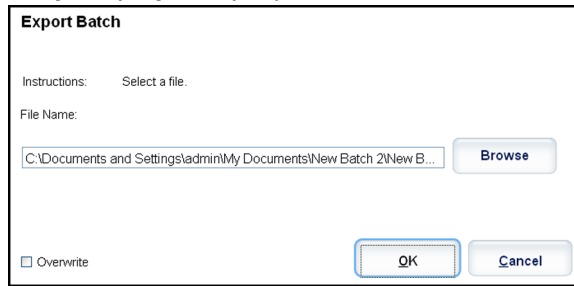 Export Batch
Instructions: Select a file.
File Name:
C:\Documents and Settings\admin\My Documents\New Batch 2\New B...
Browse
Overwrite
OK
Cancel